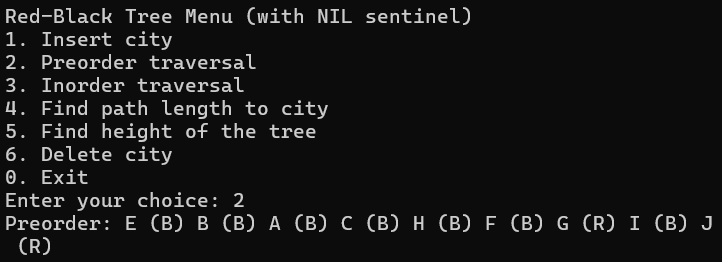 Red-Black Tree Menu (with NIL sentinel)
1. Insert city
2. Preorder traversal
3. Inorder traversal
4. Find path length to city
5. Find height of the tree
6. Delete city
0. Exit
Enter your choice: 2
Preorder: E (B) B (B) A (B) C (B) H (B) F (B) G (R) I (B) J
 (R)